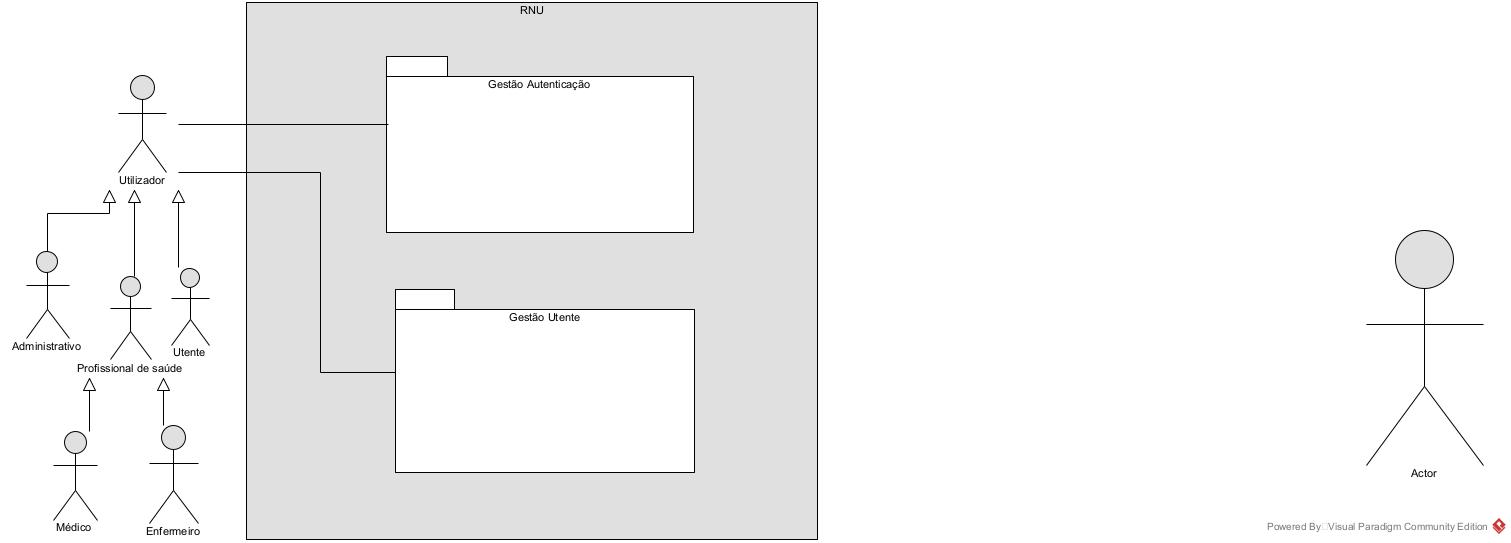 RNU
Gestão Autenticação
Utilizador
Gestão Utente
Administrativo
Utente
Profissional de saúde
Médico
Enfermeiro
Actor
Powered By Visual Paradigm Community Edition